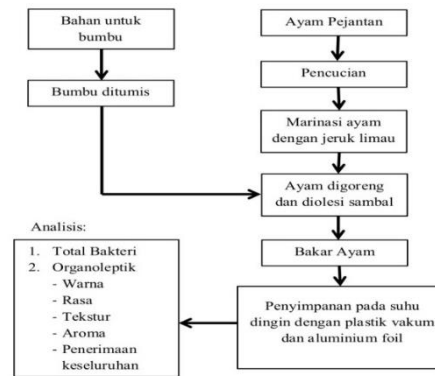 Bahan untuk
bumbu
Bumbu ditumis
Ayam Pejantan
Pencucian
Marinasi ayam
dengan jeruk limau
Ayam digoreng
dan diolesi sambal
Bakar Ayam
Penyimpanan pada suhu
dingin dengan plastik vakum
dan aluminium foil
Analisis:
1. Total Bakteri
2. Organoleptik
- Warna
- Rasa
- Tekstur
- Aroma
- Penerimaan
keseluruhan